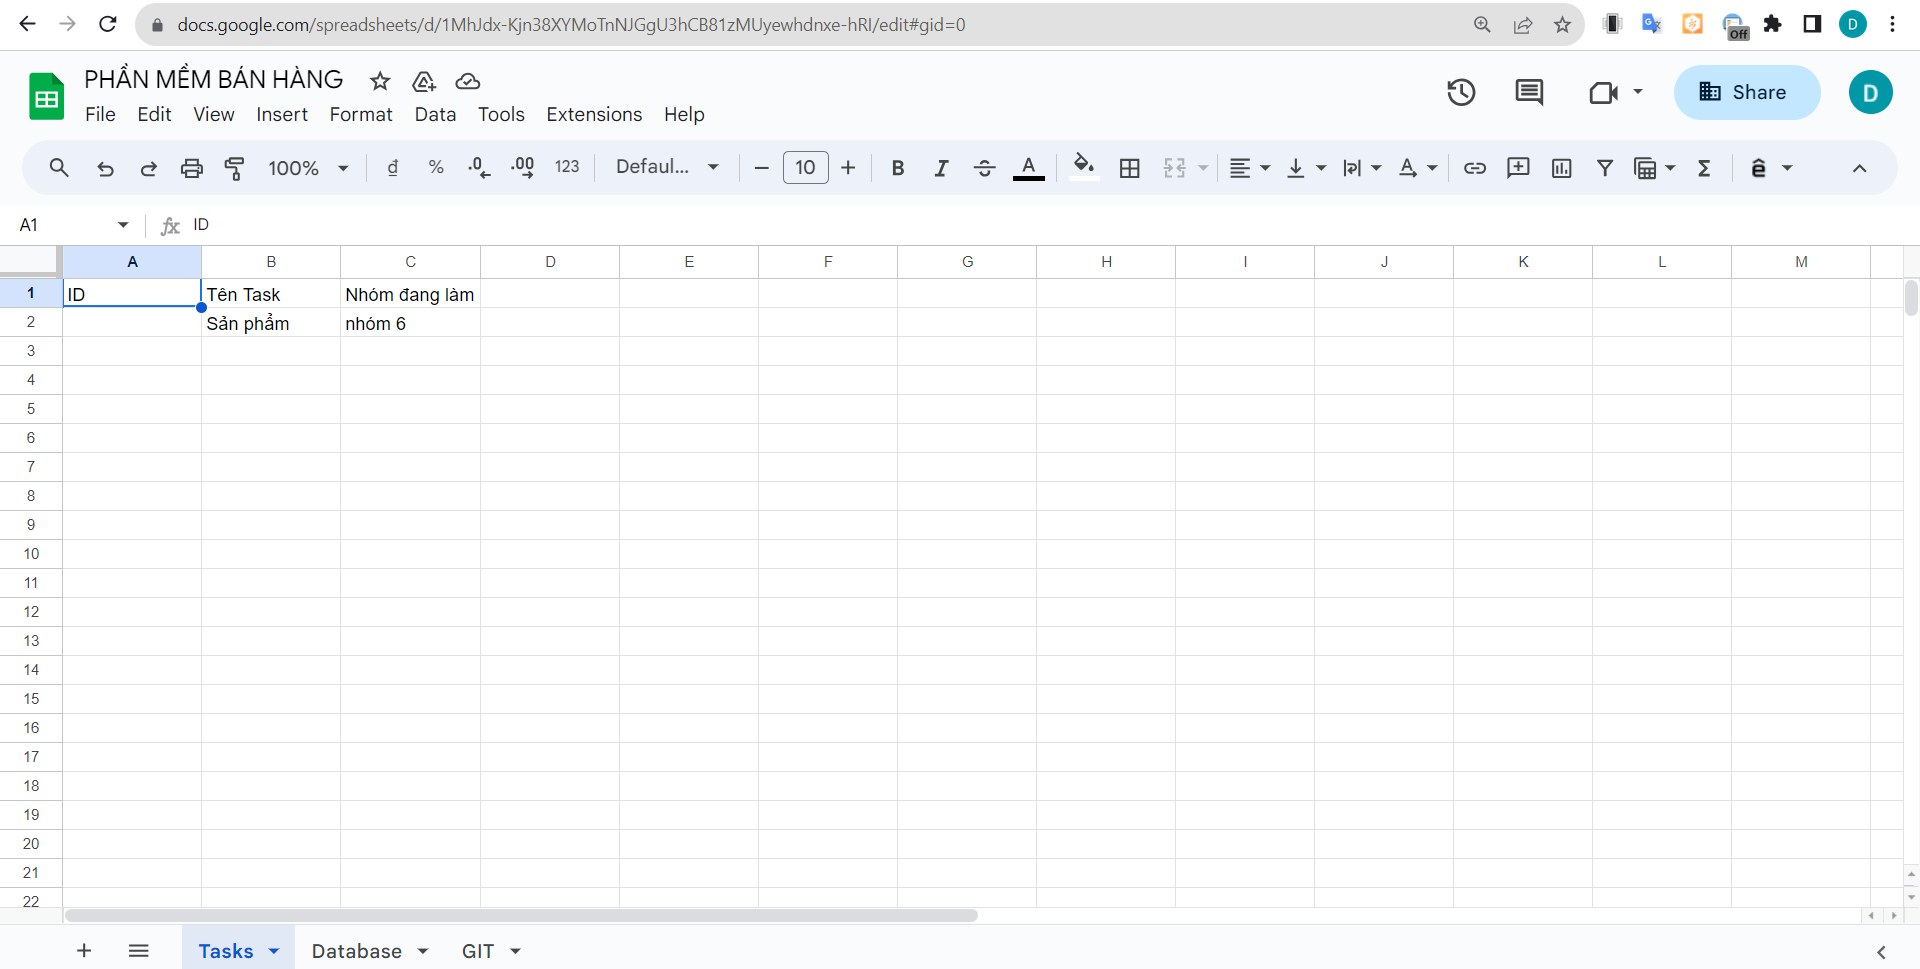 docs.google.com/spreadsheets/d/1MhJdx-Kjn38XYMoTnNJGgU3hCB81zMUyewhdnxe-hRI/edit#gid=0
Off
D
PHẦN MỀM BÁN HÀNG
File Edit View Insert Format Data Tools Extensions Help
Share
D
100% đ % .0 .00 123 Defaul... 10 B I S A A Σ ê
A1 fx ID
A B C D E F G H I J K L M
1 ID Tên Task Nhóm đang làm
2 Sản phẩm nhóm 6
3
4
5
6
7
8
9
10
11
12
13
14
15
16
17
18
19
20
21
22
Tasks Database GIT